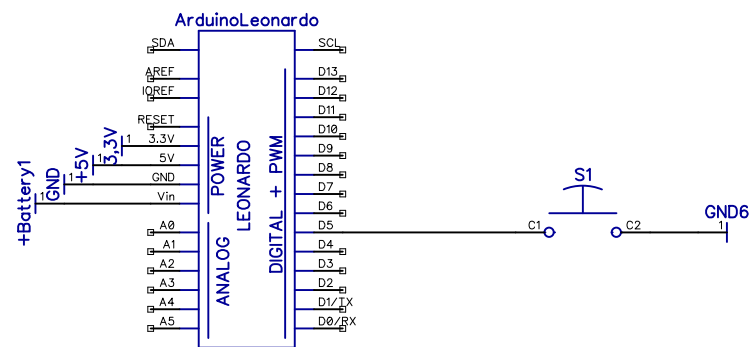 ArduinoLeonardo
SDA
AREF
IOREF
RESET
3.3V
5V
GND
Vin
A0
A1
A2
A3
A4
A5
1
3,3V
1
+5V
1
GND
1
+Battery1
POWER
ANALOG
LEONARDO
DIGITAL + PWM
SCL
D13
D12
D11
D10
D9
D8
D7
D6
D5
D4
D3
D2
D1/TX
D0/RX
S1
C1
C2
1
GND6